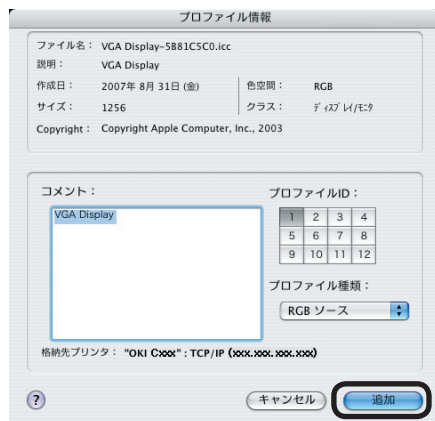 プロファイル情報
ファイル名： VGA Display-5B81C5C0.icc
説明： VGA Display
作成日： 2007年 8月 31日 (金) 色空間： RGB
サイズ： 1256 クラス： ﾃﾞｨｽﾌﾟﾚｲ/ﾓﾆﾀ
Copyright： Copyright Apple Computer, Inc., 2003
コメント：
VGA Display
プロファイルID：
1 2 3 4
5 6 7 8
9 10 11 12
プロファイル種類：
RGB ソース
格納先プリンタ： "OKI Cxxx" : TCP/IP (xxx.xxx.xxx.xxx)
? キャンセル 追加